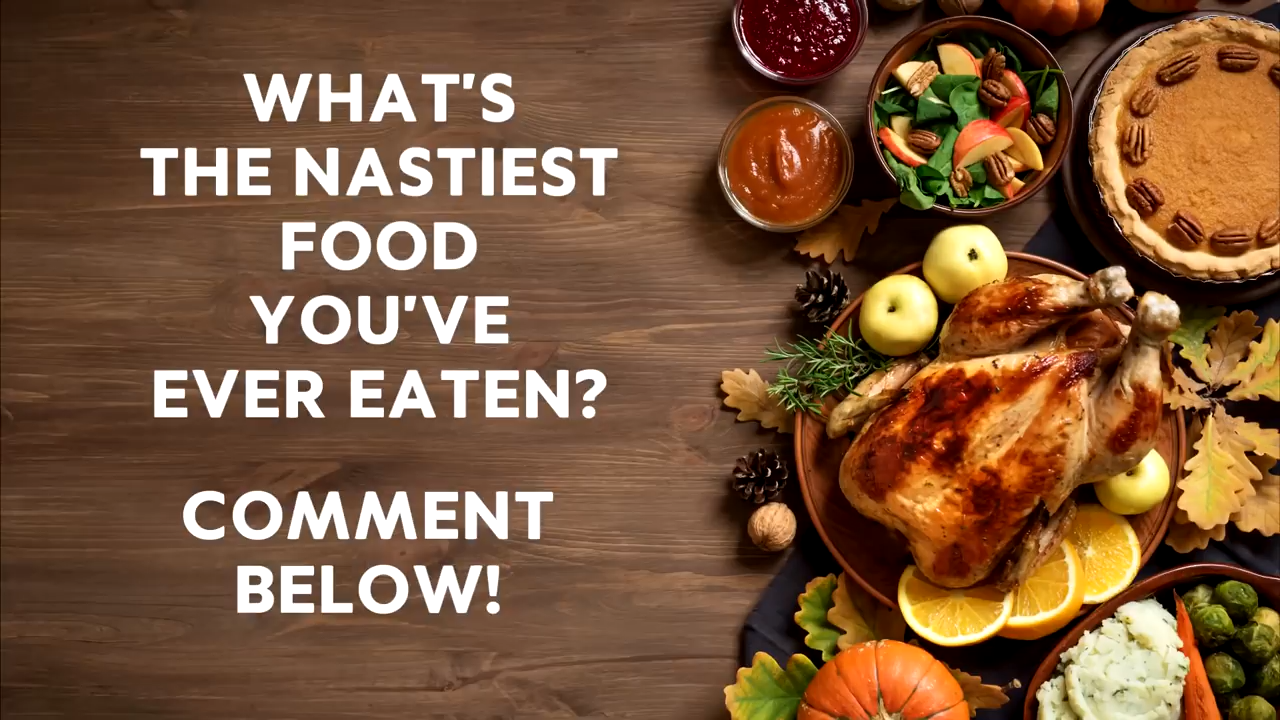 WHAT'S
THE NASTIEST
FOOD
YOU'VE
EVER EATEN?
COMMENT
BELOW!